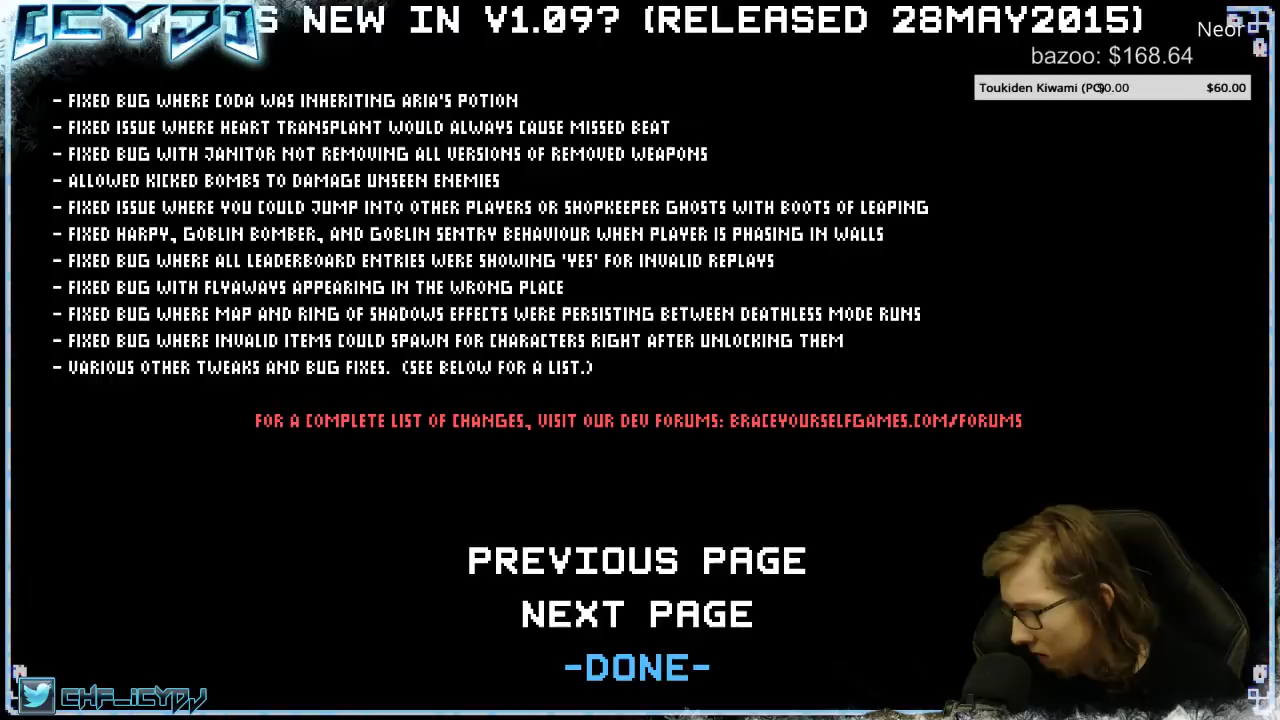 [CYDJ]
S NEW IN V1.09? (RELEASED 28MAY2015)
Neor
bazoo: $168.64
Toukiden Kiwami (PC) $0.00 $60.00
- FIXED BUG WHERE CODA WAS INHERITING ARIA'S POTION
- FIXED ISSUE WHERE HEART TRANSPLANT WOULD ALWAYS CAUSE MISSED BEAT
- FIXED BUG WITH JANITOR NOT REMOVING ALL VERSIONS OF REMOVED WEAPONS
- ALLOWED KICKED BOMBS TO DAMAGE UNSEEN ENEMIES
- FIXED ISSUE WHERE YOU COULD JUMP INTO OTHER PLAYERS OR SHOPKEEPER GHOSTS WITH BOOTS OF LEAPING
- FIXED HARPY, GOBLIN BOMBER, AND GOBLIN SENTRY BEHAVIOUR WHEN PLAYER IS PHASING IN WALLS
- FIXED BUG WHERE ALL LEADERBOARD ENTRIES WERE SHOWING 'YES' FOR INVALID REPLAYS
- FIXED BUG WITH FLYAWAYS APPEARING IN THE WRONG PLACE
- FIXED BUG WHERE MAP AND RING OF SHADOWS EFFECTS WERE PERSISTING BETWEEN DEATHLESS MODE RUNS
- FIXED BUG WHERE INVALID ITEMS COULD SPAWN FOR CHARACTERS RIGHT AFTER UNLOCKING THEM
- VARIOUS OTHER TWEAKS AND BUG FIXES. (SEE BELOW FOR A LIST.)
FOR A COMPLETE LIST OF CHANGES, VISIT OUR DEV FORUMS: BRACEYOURSELFGAMES.COM/FORUMS
PREVIOUS PAGE
NEXT PAGE
-DONE-
CHF_iCYDJ